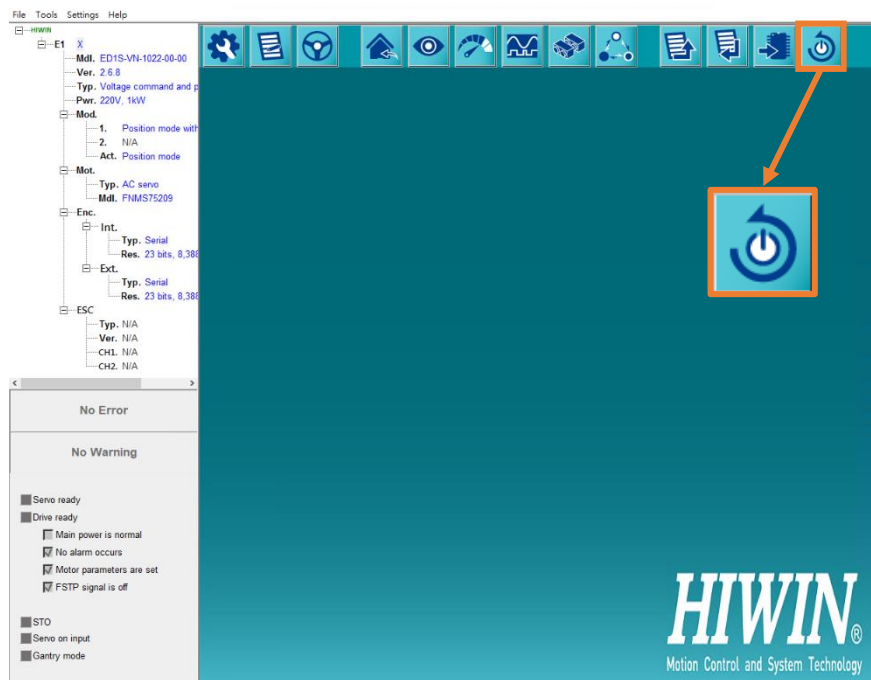 File Tools Settings Help
HIWIN
E1 X
Mdl. ED1S-VN-1022-00-00
Ver. 2.6.8
Typ. Voltage command and p
Pwr. 220V, 1kW
Mod.
1. Position mode with
2. N/A
Act. Position mode
Mot.
Typ. AC servo
Mdl. FNMS75209
Enc.
Int.
Typ. Serial
Res. 23 bits, 8,388
Ext.
Typ. Serial
Res. 23 bits, 8,388
ESC
Typ. N/A
Ver. N/A
CH1. N/A
CH2. N/A
No Error
No Warning
Servo ready
Drive ready
Main power is normal
No alarm occurs
Motor parameters are set
FSTP signal is off
STO
Servo on input
Gantry mode
HIWIN®
Motion Control and System Technology